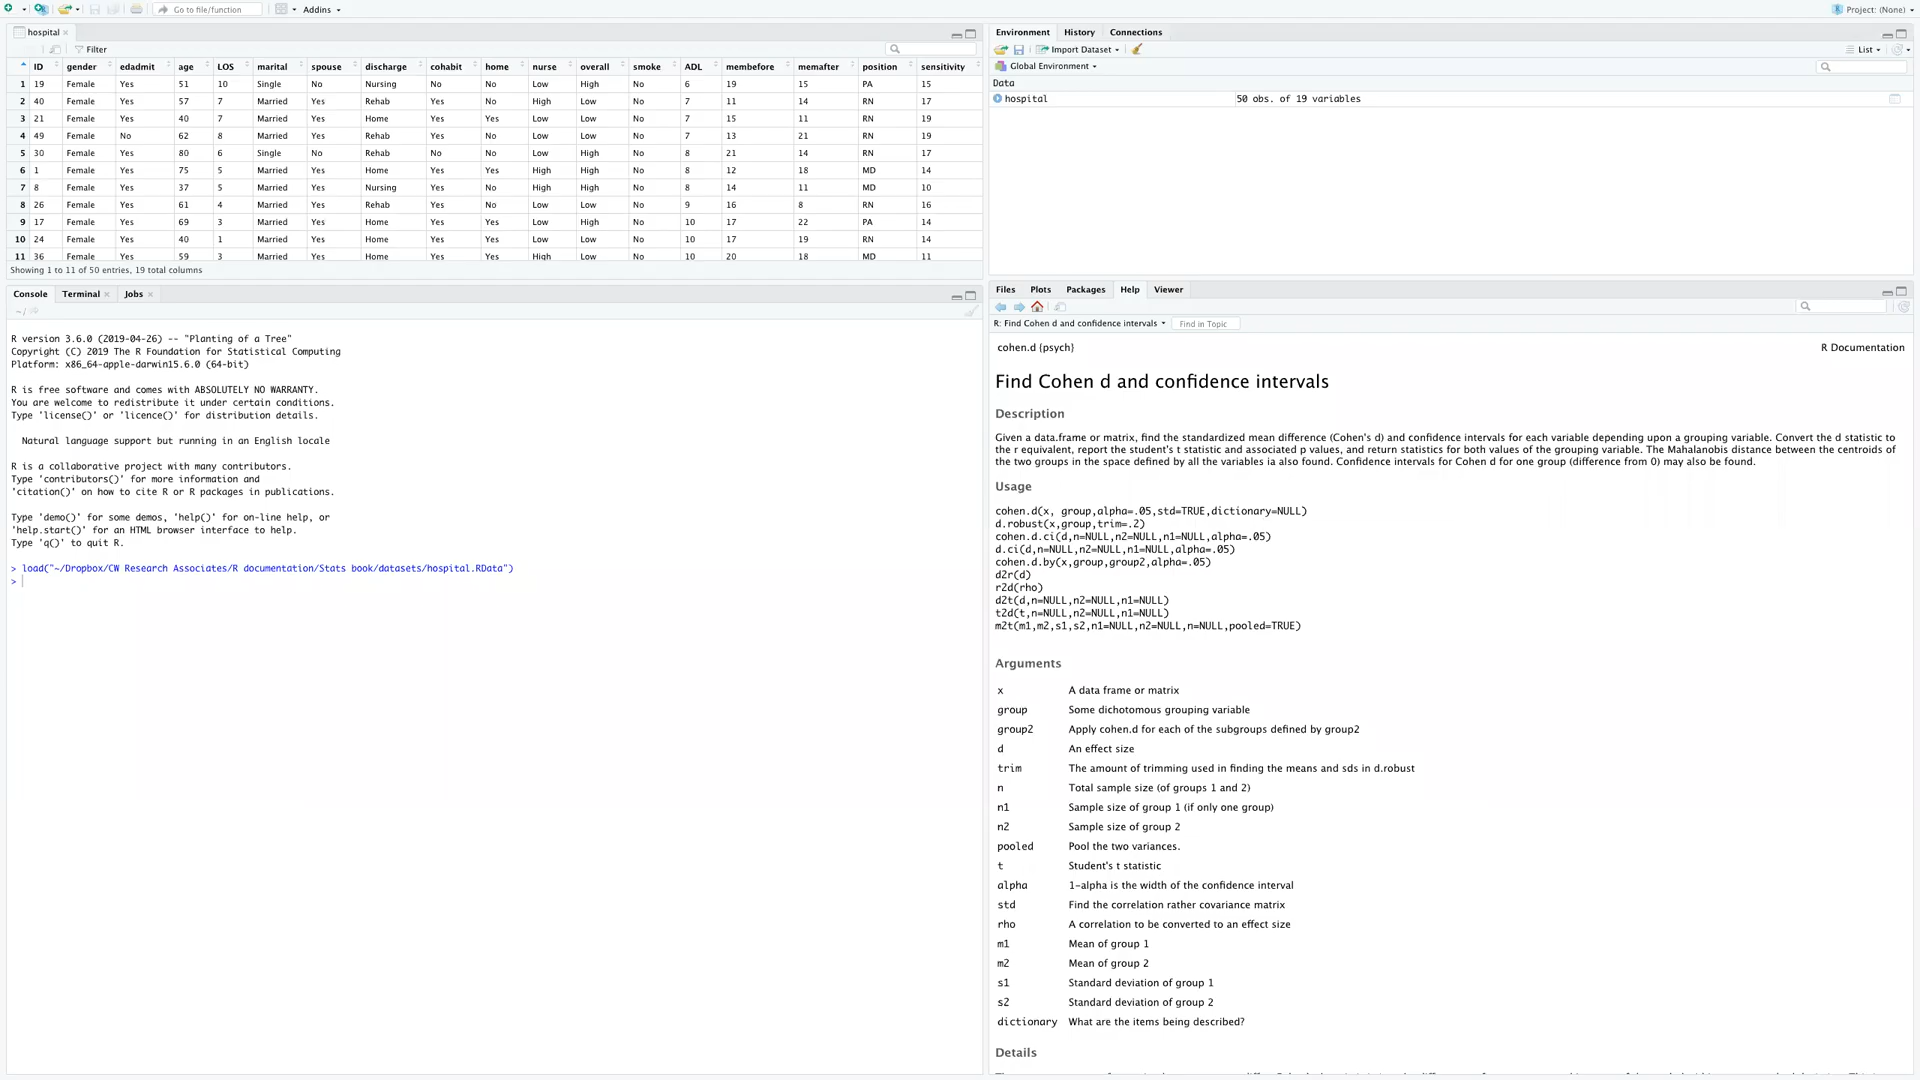 Go to file/function
Addins
Project: (None)
hospital
Filter
ID gender edadmit age LOS marital spouse discharge cohabit home nurse overall smoke ADL membefore memafter position sensitivity
1 19 Female Yes 51 10 Single No Nursing No No Low High No 6 19 15 PA 15
2 40 Female Yes 57 7 Married Yes Rehab Yes No High Low No 7 11 14 RN 17
3 21 Female Yes 40 7 Married Yes Home Yes Yes Low Low No 7 15 11 RN 19
4 49 Female No 62 8 Married Yes Rehab Yes No Low Low No 7 13 21 RN 19
5 30 Female Yes 80 6 Single No Rehab No No Low High No 8 21 14 RN 17
6 1 Female Yes 75 5 Married Yes Home Yes Yes High High No 8 12 18 MD 14
7 8 Female Yes 37 5 Married Yes Nursing Yes No High High No 8 14 11 MD 10
8 26 Female Yes 61 4 Married Yes Rehab Yes No Low Low No 9 16 8 RN 16
9 17 Female Yes 69 3 Married Yes Home Yes Yes Low High No 10 17 22 PA 14
10 24 Female Yes 40 1 Married Yes Home Yes Yes Low Low No 10 17 19 RN 14
11 36 Female Yes 59 3 Married Yes Home Yes Yes High Low No 10 20 18 MD 11
Showing 1 to 11 of 50 entries, 19 total columns
Console Terminal Jobs
~/
R version 3.6.0 (2019-04-26) -- "Planting of a Tree"
Copyright (C) 2019 The R Foundation for Statistical Computing
Platform: x86_64-apple-darwin15.6.0 (64-bit)
R is free software and comes with ABSOLUTELY NO WARRANTY.
You are welcome to redistribute it under certain conditions.
Type 'license()' or 'licence()' for distribution details.
Natural language support but running in an English locale
R is a collaborative project with many contributors.
Type 'contributors()' for more information and
'citation()' on how to cite R or R packages in publications.
Type 'demo()' for some demos, 'help()' for on-line help, or
'help.start()' for an HTML browser interface to help.
Type 'q()' to quit R.
> load("~/Dropbox/CW Research Associates/R documentation/Stats book/datasets/hospital.RData")
>
Environment History Connections
Import Dataset
List
Global Environment
Data
hospital 50 obs. of 19 variables
Files Plots Packages Help Viewer
R: Find Cohen d and confidence intervals
Find in Topic
cohen.d {psych} R Documentation
Find Cohen d and confidence intervals
Description
Given a data.frame or matrix, find the standardized mean difference (Cohen's d) and confidence intervals for each variable depending upon a grouping variable. Convert the d statistic to
the r equivalent, report the student's t statistic and associated p values, and return statistics for both values of the grouping variable. The Mahalanobis distance between the centroids of
the two groups in the space defined by all the variables ia also found. Confidence intervals for Cohen d for one group (difference from 0) may also be found.
Usage
cohen.d(x, group,alpha=.05,std=TRUE,dictionary=NULL)
d.robust(x,group,trim=.2)
cohen.d.ci(d,n=NULL,n2=NULL,n1=NULL,alpha=.05)
d.ci(d,n=NULL,n2=NULL,n1=NULL,alpha=.05)
cohen.d.by(x,group,group2,alpha=.05)
d2r(d)
r2d(rho)
d2t(d,n=NULL,n2=NULL,n1=NULL)
t2d(t,n=NULL,n2=NULL,n1=NULL)
m2t(m1,m2,s1,s2,n1=NULL,n2=NULL,n=NULL,pooled=TRUE)
Arguments
x A data frame or matrix
group Some dichotomous grouping variable
group2 Apply cohen.d for each of the subgroups defined by group2
d An effect size
trim The amount of trimming used in finding the means and sds in d.robust
n Total sample size (of groups 1 and 2)
n1 Sample size of group 1 (if only one group)
n2 Sample size of group 2
pooled Pool the two variances.
t Student's t statistic
alpha 1-alpha is the width of the confidence interval
std Find the correlation rather covariance matrix
rho A correlation to be converted to an effect size
m1 Mean of group 1
m2 Mean of group 2
s1 Standard deviation of group 1
s2 Standard deviation of group 2
dictionary What are the items being described?
Details